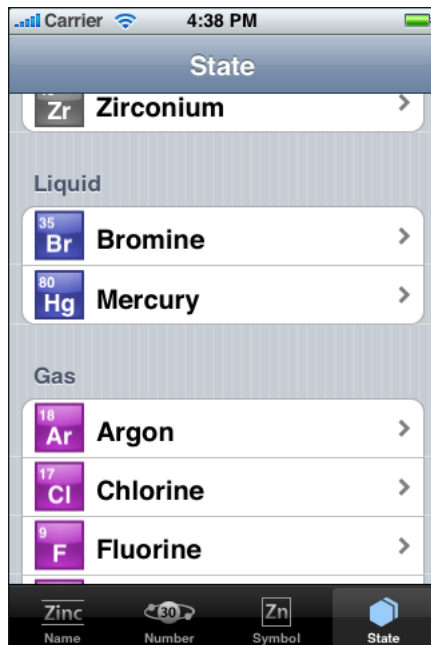 Carrier 4:38 PM
State
Zr Zirconium
Liquid
35
Br Bromine
80
Hg Mercury
Gas
18
Ar Argon
17
Cl Chlorine
9
F Fluorine
Zinc 30 Zn
Name Number Symbol State